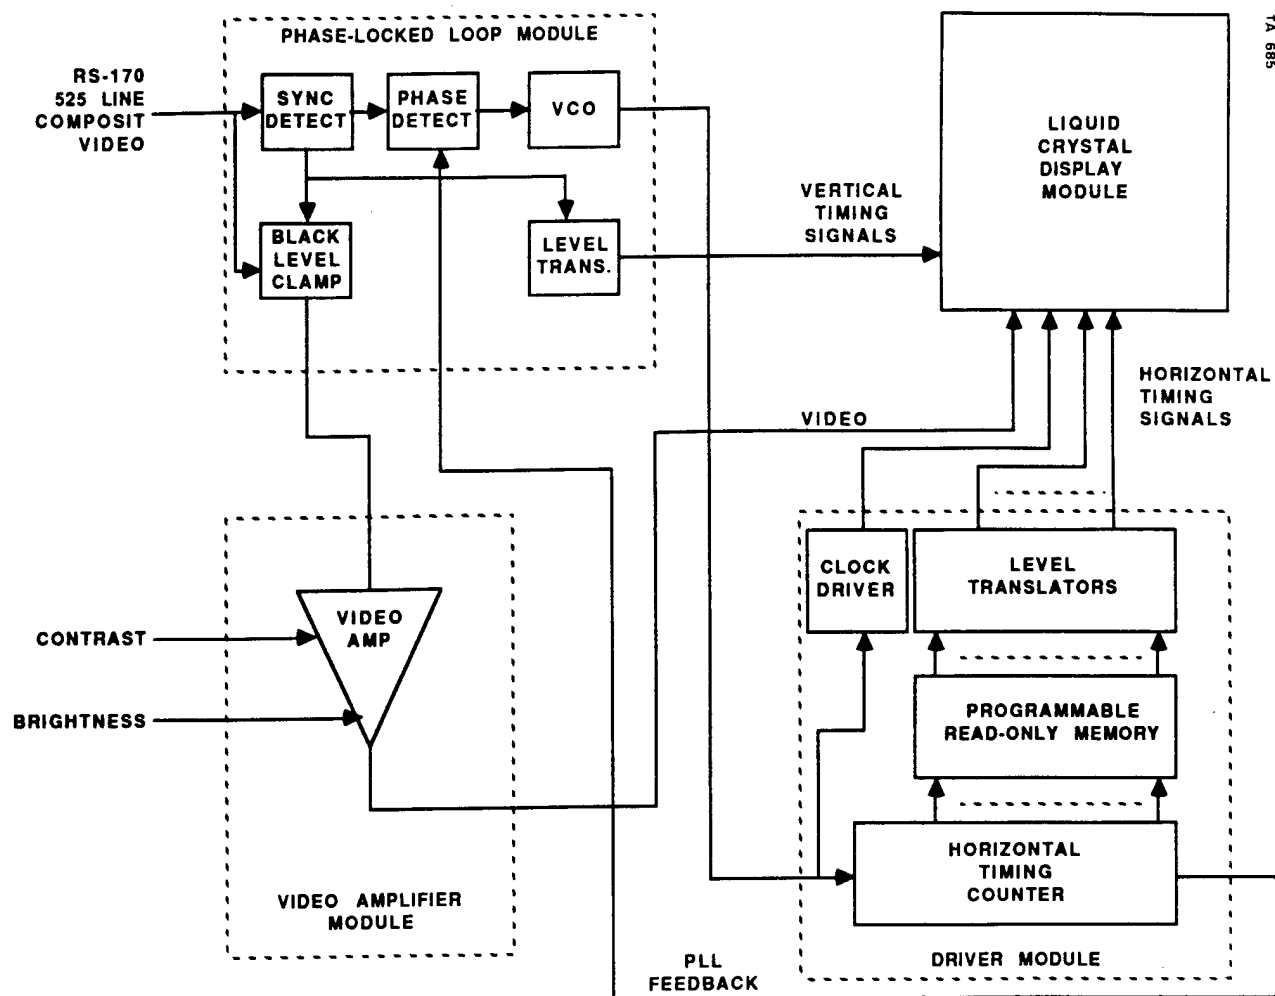 PHASE-LOCKED LOOP MODULE
TA 685
RS-170
525 LINE
COMPOSIT
VIDEO
SYNC
DETECT
PHASE
DETECT
VCO
LIQUID
CRYSTAL
DISPLAY
MODULE
VERTICAL
TIMING
SIGNALS
BLACK
LEVEL
CLAMP
LEVEL
TRANS.
HORIZONTAL
TIMING
SIGNALS
VIDEO
CLOCK
DRIVER
LEVEL
TRANSLATORS
VIDEO
AMP
CONTRAST
BRIGHTNESS
PROGRAMMABLE
READ-ONLY MEMORY
HORIZONTAL
TIMING
COUNTER
VIDEO AMPLIFIER
MODULE
DRIVER MODULE
PLL
FEEDBACK